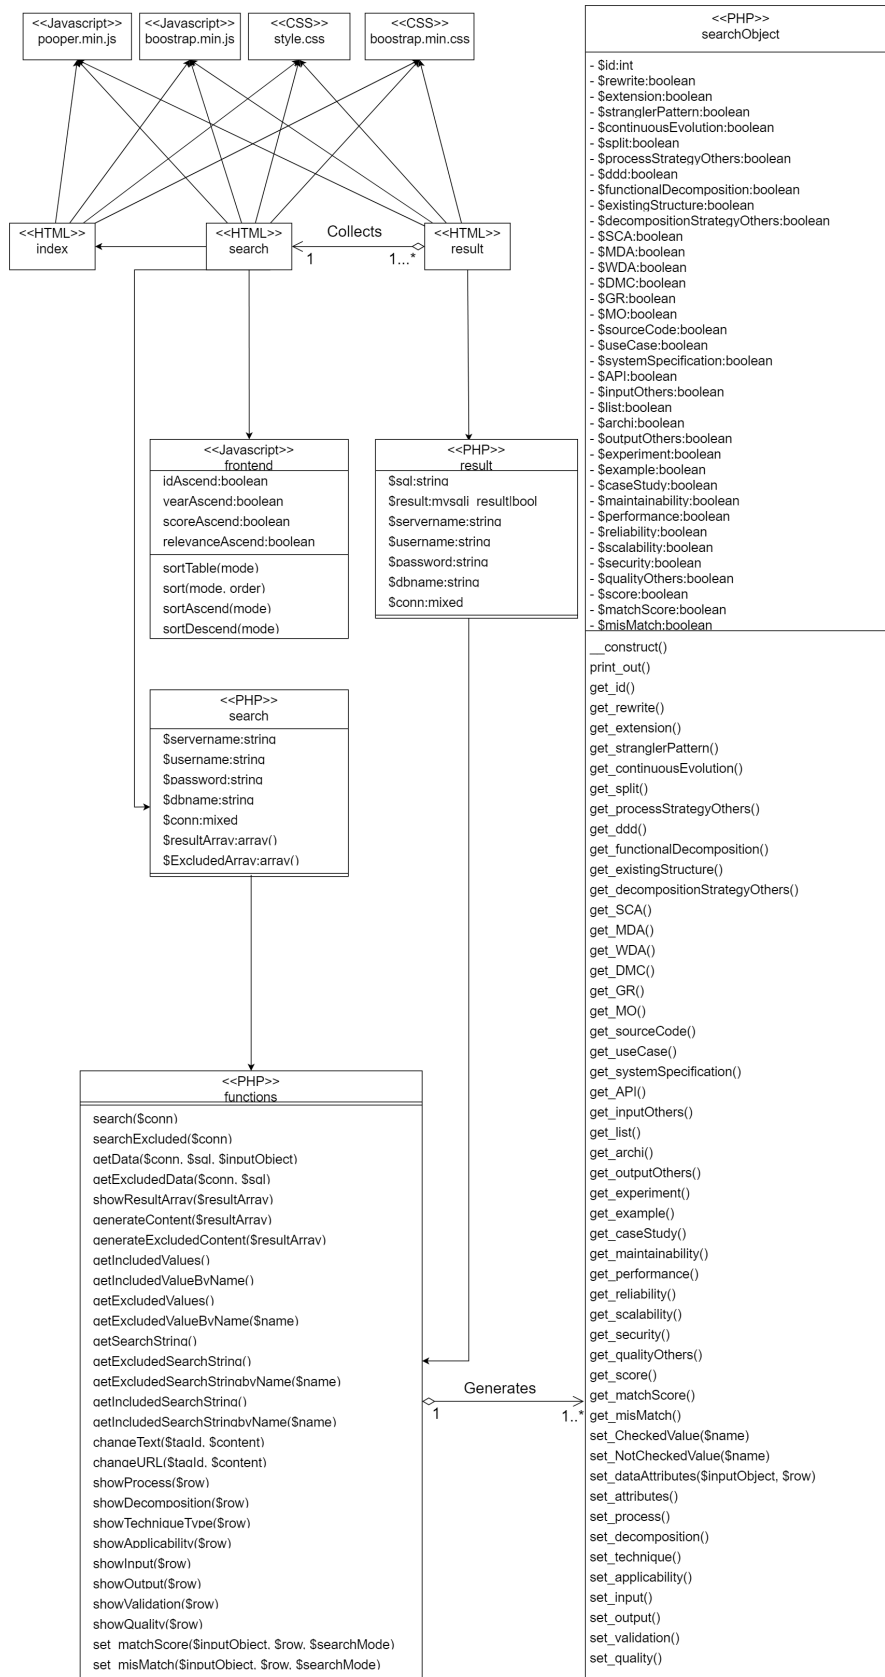 <<Javascript>>
pooper.min.js
<<Javascript>>
boostrap.min.js
<<CSS>>
style.css
<<CSS>>
boostrap.min.css
<<HTML>>
index
<<HTML>>
search
Collects
1
1...*
<<HTML>>
result
<<Javascript>>
frontend
idAscend:boolean
yearAscend:boolean
scoreAscend:boolean
relevanceAscend:boolean
sortTable(mode)
sort(mode, order)
sortAscend(mode)
sortDescend(mode)
<<PHP>>
result
$sql:string
$result:mysqli_result|bool
$servername:string
$username:string
$password:string
$dbname:string
$conn:mixed
<<PHP>>
search
$servername:string
$username:string
$password:string
$dbname:string
$conn:mixed
$resultArray:array()
$ExcludedArray:array()
<<PHP>>
functions
search($conn)
searchExcluded($conn)
getData($conn, $sql, $inputObject)
getExcludedData($conn, $sql)
showResultArray($resultArray)
generateContent($resultArray)
generateExcludedContent($resultArray)
getIncludedValues()
getIncludedValueByName()
getExcludedValues()
getExcludedValueByName($name)
getSearchString()
getExcludedSearchString()
getExcludedSearchStringbyName($name)
getIncludedSearchString()
getIncludedSearchStringbyName($name)
changeText($tagId, $content)
changeURL($tagId, $content)
showProcess($row)
showDecomposition($row)
showTechniqueType($row)
showApplicability($row)
showInput($row)
showOutput($row)
showValidation($row)
showQuality($row)
set_matchScore($inputObject, $row, $searchMode)
set_misMatch($inputObject, $row, $searchMode)
Generates
1
1..*
<<PHP>>
searchObject
- $id:int
- $rewrite:boolean
- $extension:boolean
- $stranglerPattern:boolean
- $continuousEvolution:boolean
- $split:boolean
- $processStrategyOthers:boolean
- $ddd:boolean
- $functionalDecomposition:boolean
- $existingStructure:boolean
- $decompositionStrategyOthers:boolean
- $SCA:boolean
- $MDA:boolean
- $WDA:boolean
- $DMC:boolean
- $GR:boolean
- $MO:boolean
- $sourceCode:boolean
- $useCase:boolean
- $systemSpecification:boolean
- $API:boolean
- $inputOthers:boolean
- $list:boolean
- $archi:boolean
- $outputOthers:boolean
- $experiment:boolean
- $example:boolean
- $caseStudy:boolean
- $maintainability:boolean
- $performance:boolean
- $reliability:boolean
- $scalability:boolean
- $security:boolean
- $qualityOthers:boolean
- $score:boolean
- $matchScore:boolean
- $misMatch:boolean
__construct()
print_out()
get_id()
get_rewrite()
get_extension()
get_stranglerPattern()
get_continuousEvolution()
get_split()
get_processStrategyOthers()
get_ddd()
get_functionalDecomposition()
get_existingStructure()
get_decompositionStrategyOthers()
get_SCA()
get_MDA()
get_WDA()
get_DMC()
get_GR()
get_MO()
get_sourceCode()
get_useCase()
get_systemSpecification()
get_API()
get_inputOthers()
get_list()
get_archi()
get_outputOthers()
get_experiment()
get_example()
get_caseStudy()
get_maintainability()
get_performance()
get_reliability()
get_scalability()
get_security()
get_qualityOthers()
get_score()
get_matchScore()
get_misMatch()
set_CheckedValue($name)
set_NotCheckedValue($name)
set_dataAttributes($inputObject, $row)
set_attributes()
set_process()
set_decomposition()
set_technique()
set_applicability()
set_input()
set_output()
set_validation()
set_quality()